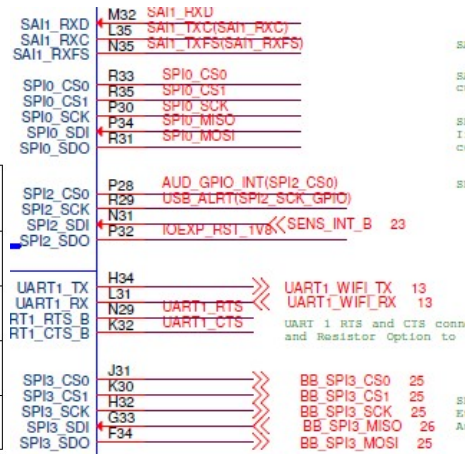 SAI1_RXD M32 SAI1_RXD
SAI1_RXC L35 SAI1_TXC(SAI1_RXC)
SAI1_RXFS N35 SAI1_TXFS(SAI1_RXFS)
SPI0_CS0 R33 SPI0_CS0
SPI0_CS1 R35 SPI0_CS1
SPI0_SCK P30 SPI0_SCK
SPI0_SDI P34 SPI0_MISO
SPI0_SDO R31 SPI0_MOSI
SPI2_CS0 P28 AUD_GPIO_INT(SPI2_CS0)
SPI2_SCK R29 USB_ALRT(SPI2_SCK_GPIO)
SPI2_SDI N31 SENS_INT_B 23
SPI2_SDO P32 IOEXP_RST_1V8
UART1_TX H34 UART1_WIFI_TX 13
UART1_RX L31 UART1_WIFI_RX 13
RT1_RTS_B N29 UART1_RTS
RT1_CTS_B K32 UART1_CTS
UART 1 RTS and CTS conn
and Resistor Option to
SPI3_CS0 J31 BB_SPI3_CS0 25
SPI3_CS1 K30 BB_SPI3_CS1 25
SPI3_SCK H32 BB_SPI3_SCK 25
SPI3_SDI G33 BB_SPI3_MISO 26
SPI3_SDO F34 BB_SPI3_MOSI 25